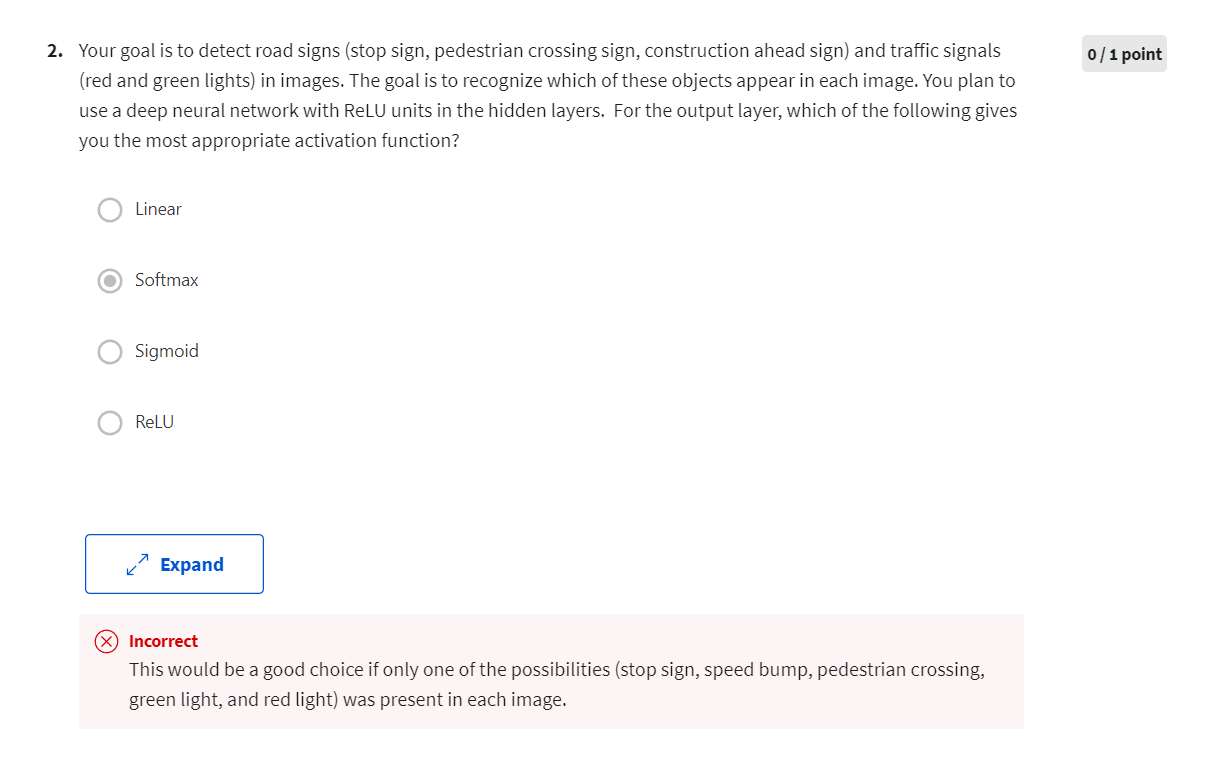 2. Your goal is to detect road signs (stop sign, pedestrian crossing sign, construction ahead sign) and traffic signals
0 / 1 point
(red and green lights) in images. The goal is to recognize which of these objects appear in each image. You plan to
use a deep neural network with ReLU units in the hidden layers. For the output layer, which of the following gives
you the most appropriate activation function?
Linear
Softmax
Sigmoid
ReLU
Expand
Incorrect
This would be a good choice if only one of the possibilities (stop sign, speed bump, pedestrian crossing,
green light, and red light) was present in each image.